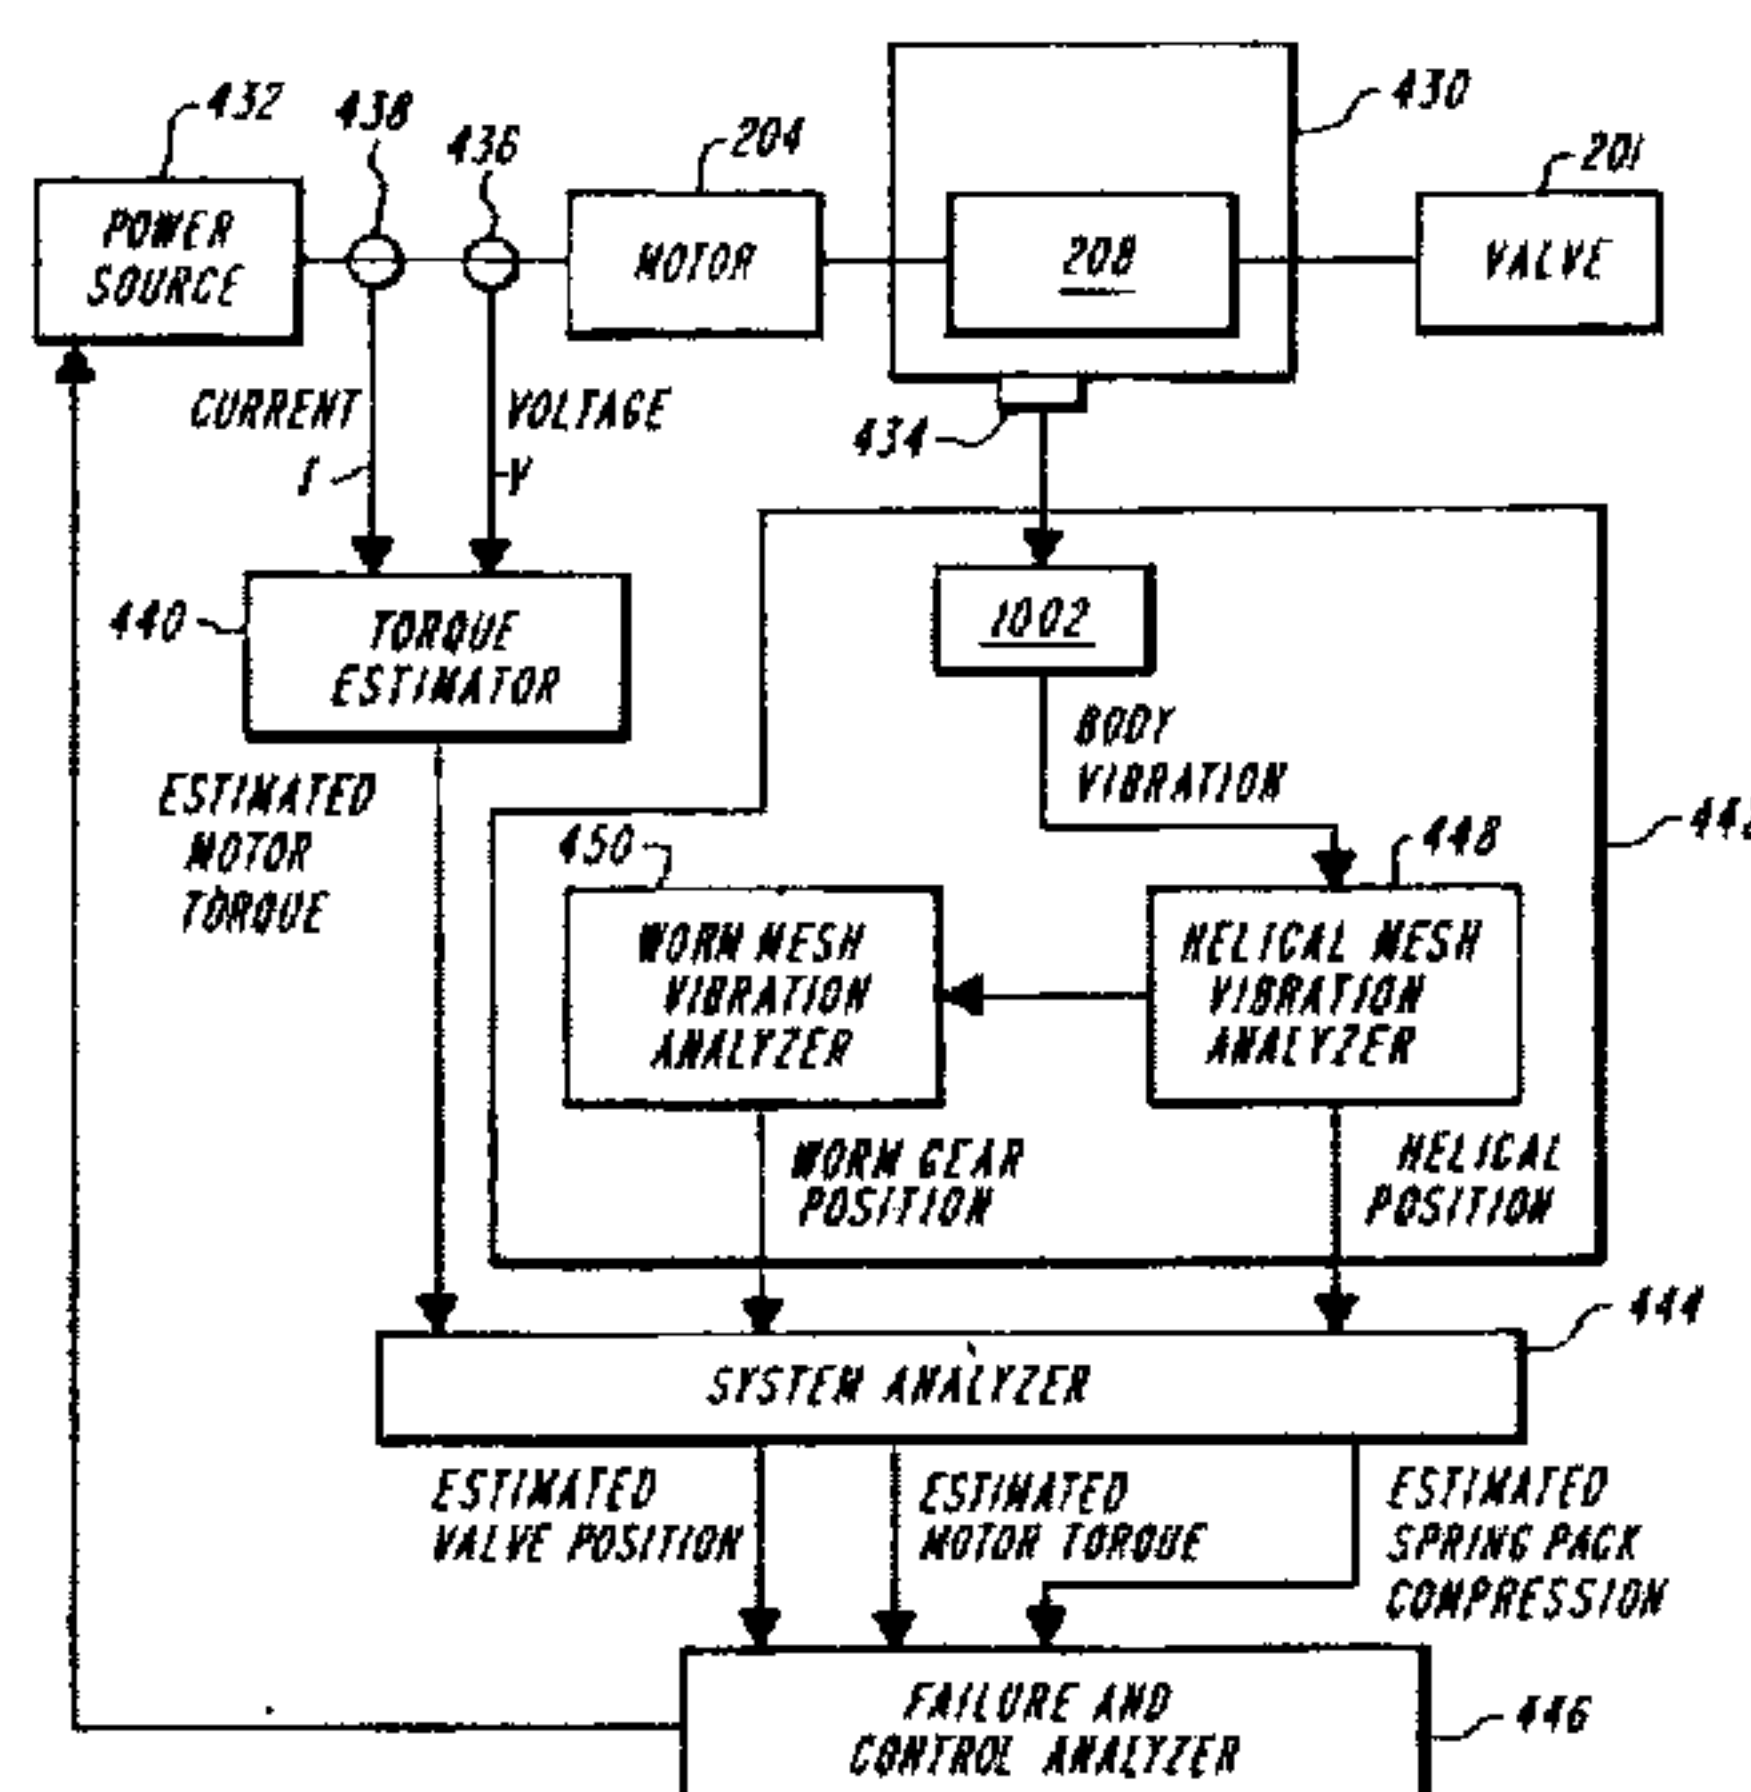 432
438
436
204
430
201
POWER
SOURCE
MOTOR
208
VALVE
CURRENT
I
VOLTAGE
V
434
440
TORQUE
ESTIMATOR
1002
BODY
VIBRATION
ESTIMATED
MOTOR
TORQUE
450
448
WORM MESH
VIBRATION
ANALYZER
HELICAL MESH
VIBRATION
ANALYZER
WORM GEAR
POSITION
HELICAL
POSITION
444
SYSTEM ANALYZER
ESTIMATED
VALVE POSITION
ESTIMATED
MOTOR TORQUE
ESTIMATED
SPRING PACK
COMPRESSION
FAILURE AND
CONTROL ANALYZER
446